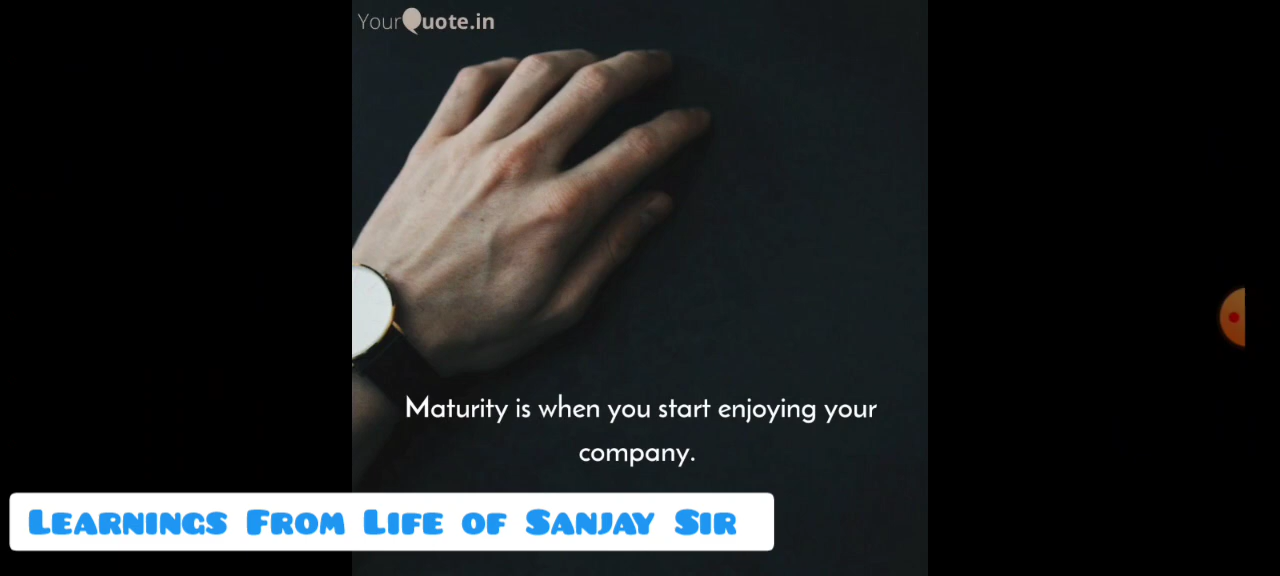 YourQuote.in
Maturity is when you start enjoying your
company.
Learnings From Life of Sanjay Sir